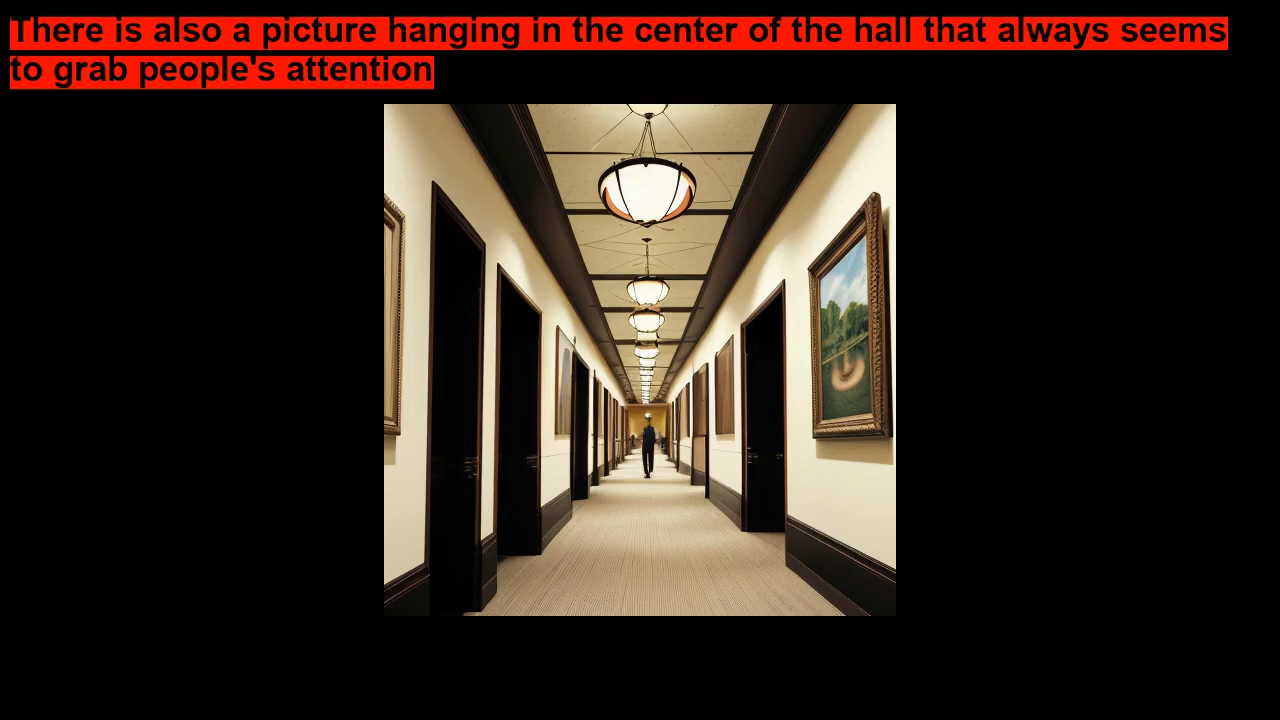 There is also a picture hanging in the center of the hall that always seems
to grab people's attention